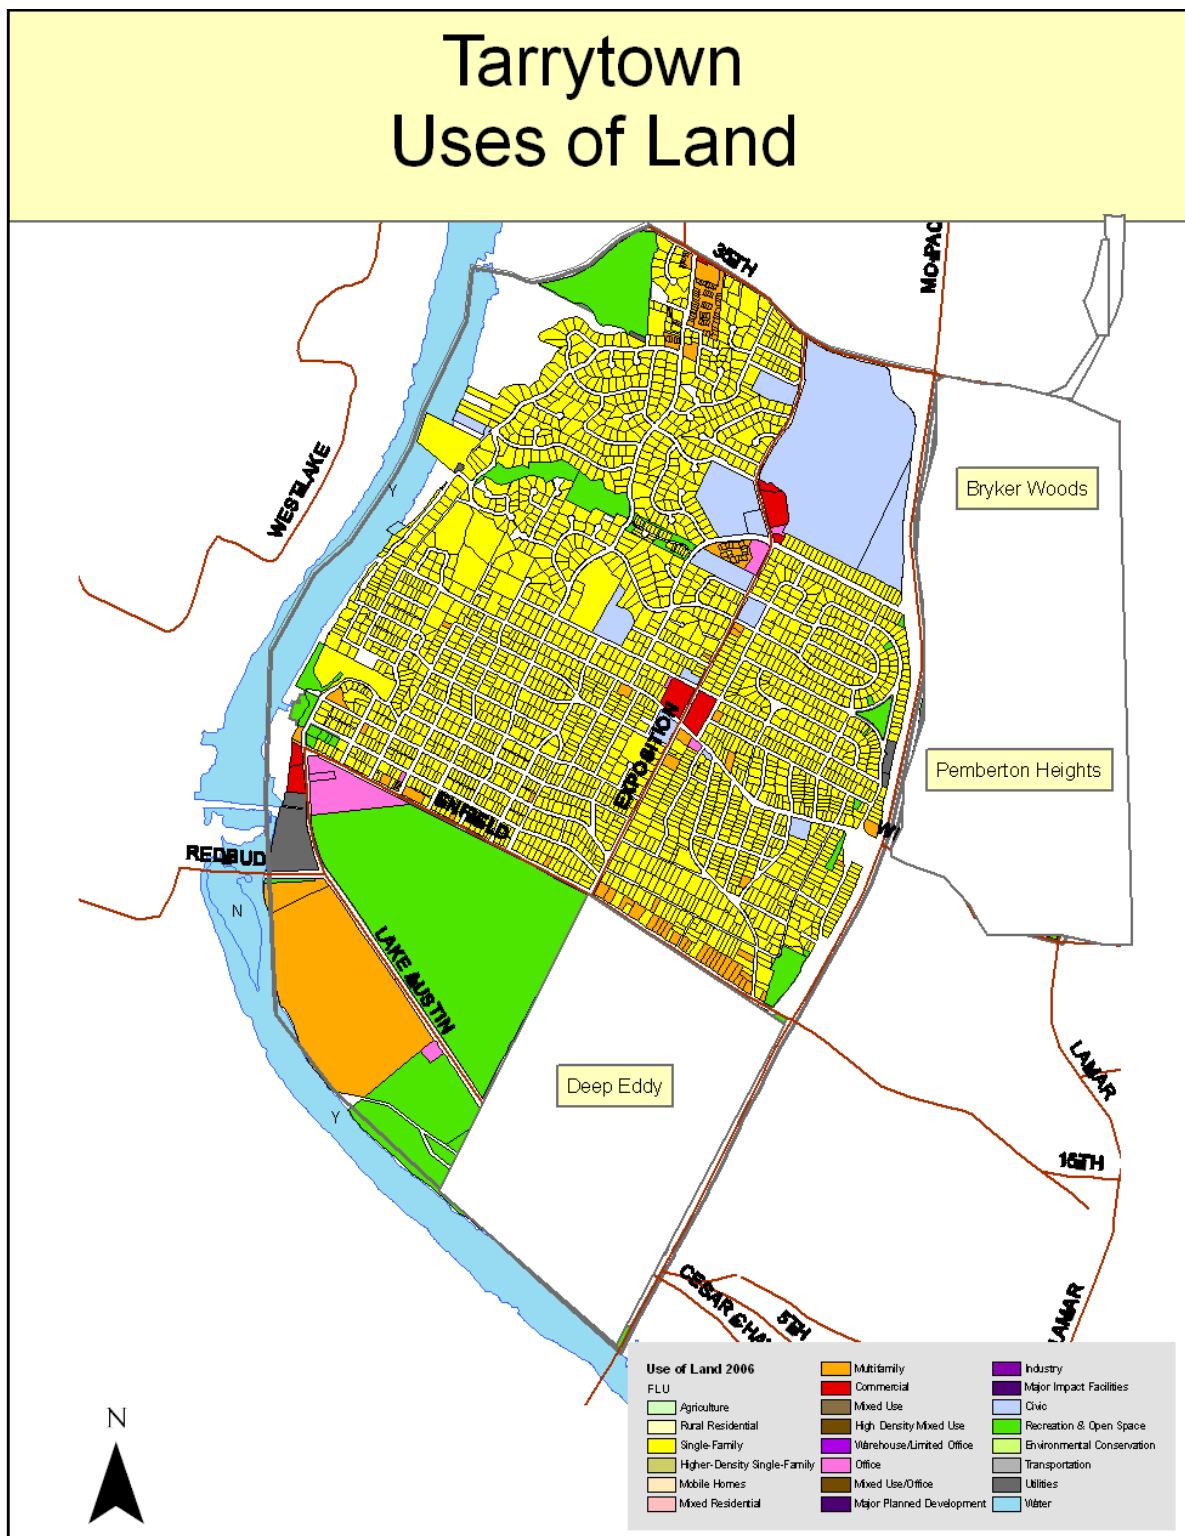 Tarrytown
Uses of Land
35TH
MO-PAC
WESTLAKE
Y
Bryker Woods
EXPOSITION
Pemberton Heights
ENFIELD
WI
REDBUD
N
LAKE AUSTIN
LAMAR
Deep Eddy
Y
15TH
CESAR CHAV
5TH
LAMAR
N
Use of Land 2006
FLU
Agriculture
Rural Residential
Single-Family
Higher-Density Single-Family
Mobile Homes
Mixed Residential
Multifamily
Commercial
Mixed Use
High Density Mixed Use
Warehouse/Limited Office
Office
Mixed Use/Office
Major Planned Development
Industry
Major Impact Facilities
Civic
Recreation & Open Space
Environmental Conservation
Transportation
Utilities
Water